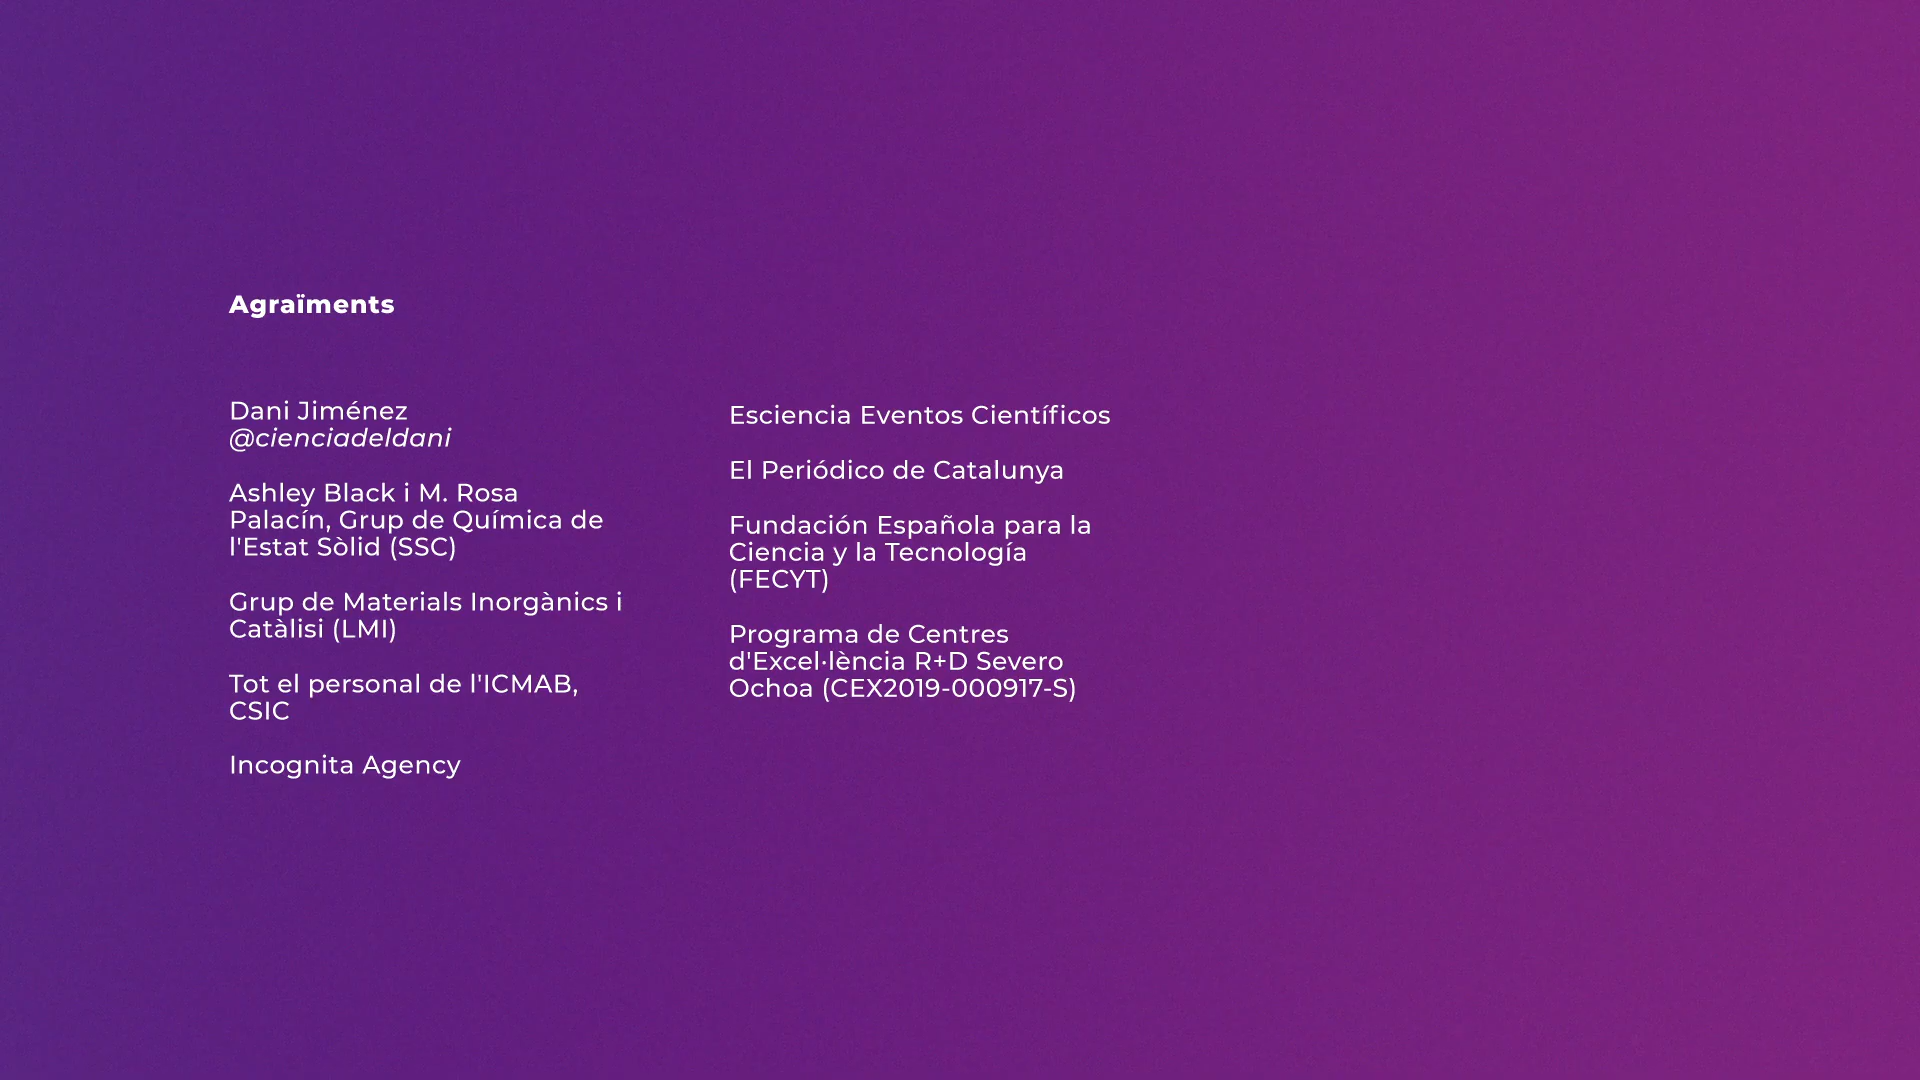 Agraïments
Dani Jiménez
@cienciadeldani
Ashley Black i M. Rosa
Palacín, Grup de Química de
l'Estat Sòlid (SSC)
Grup de Materials Inorgànics i
Catàlisi (LMI)
Tot el personal de l'ICMAB,
CSIC
Incognita Agency
Esciencia Eventos Científicos
El Periódico de Catalunya
Fundación Española para la
Ciencia y la Tecnología
(FECYT)
Programa de Centres
d'Excel·lència R+D Severo
Ochoa (CEX2019-000917-S)